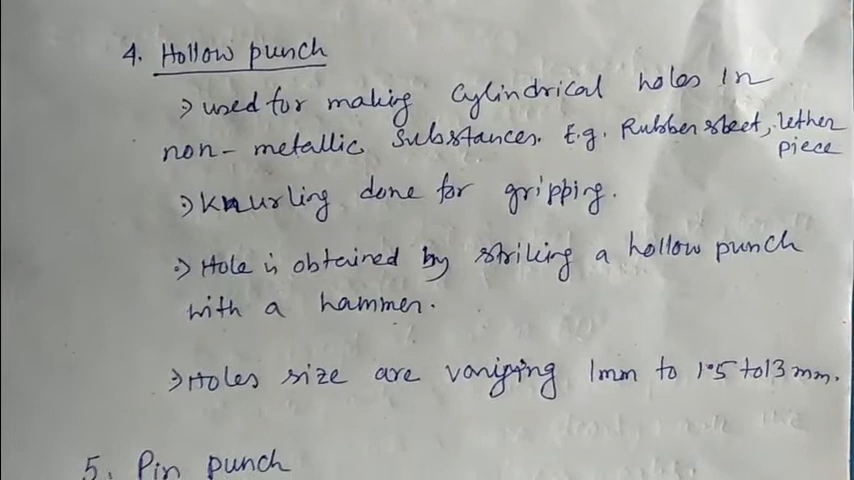 4. Hollow punch
⇒ used for making cylindrical holes in
non-metallic substances. E.g. Rubber sheet, lether
piece
⇒ Knurling done for gripping.
⇒ Hole is obtained by striking a hollow punch
with a hammer.
⇒ Holes size are varying 1mm to 1.5 to 13 mm.
5. Pin punch